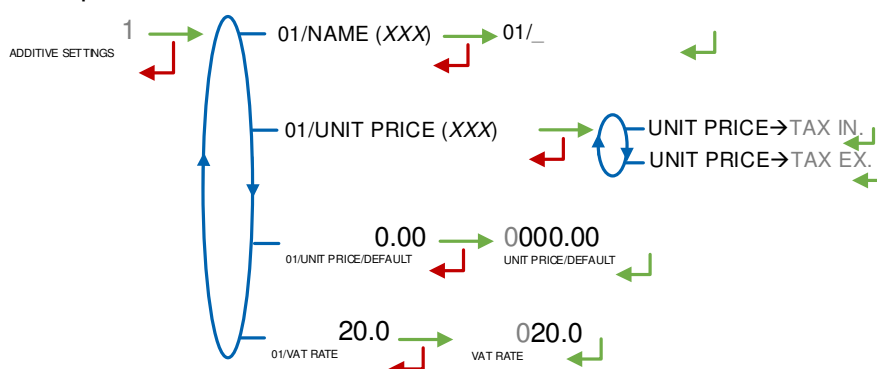 1
ADDITIVE SETTINGS
01/NAME (XXX)
01/_
01/UNIT PRICE (XXX)
UNIT PRICE→TAX IN.
UNIT PRICE→TAX EX.
0.00
01/UNIT PRICE/DEFAULT
0000.00
UNIT PRICE/DEFAULT
20.0
01/VAT RATE
020.0
VAT RATE